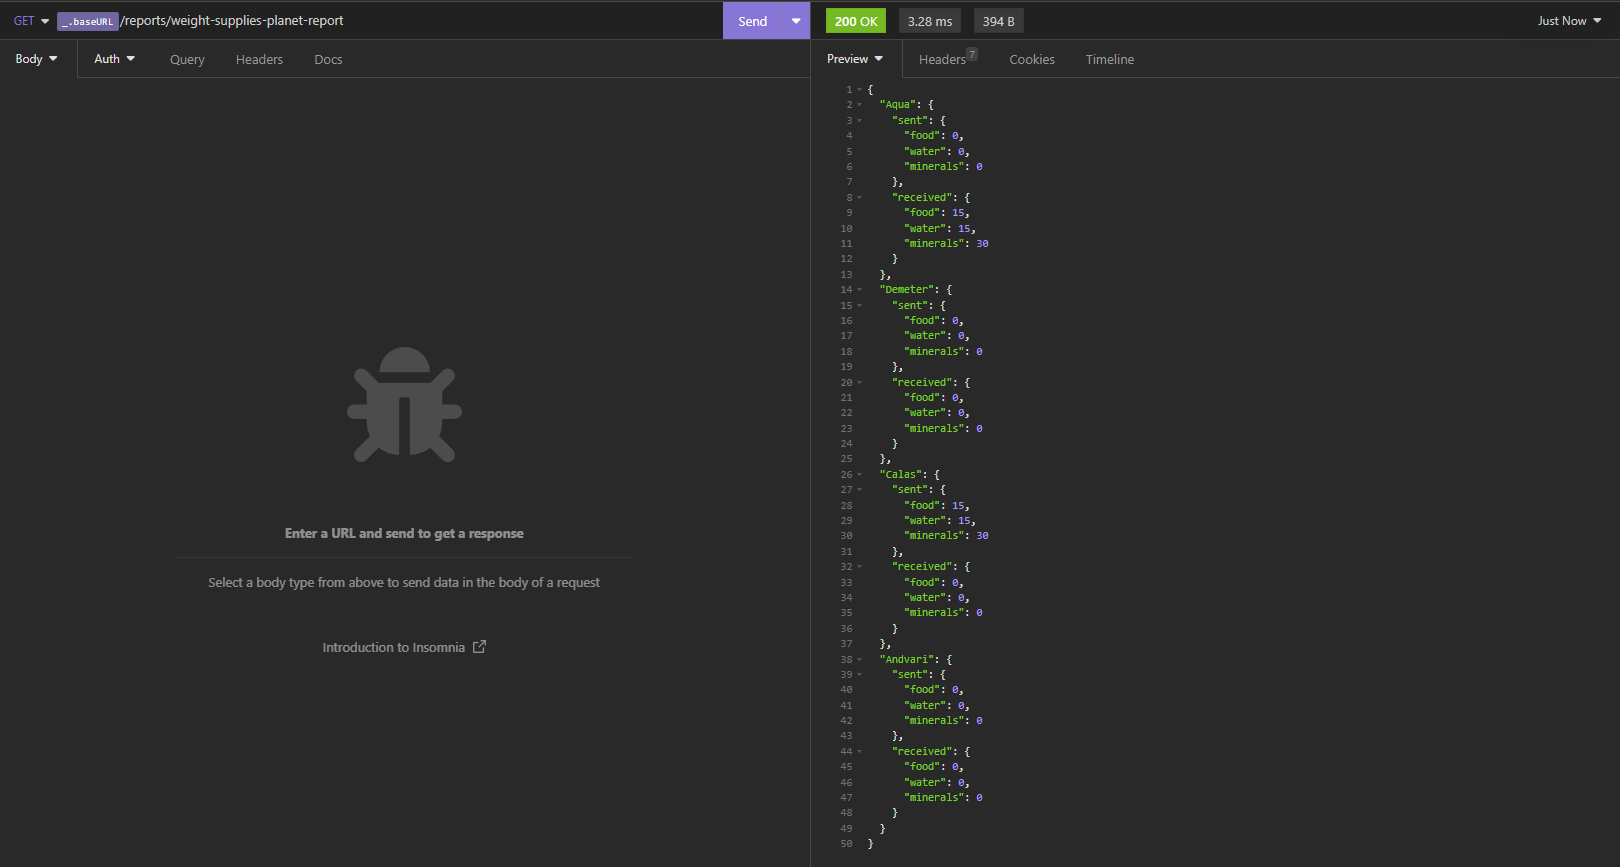 GET _.baseURL/reports/weight-supplies-planet-report Send
200 OK 3.28 ms 394 B Just Now
Body Auth Query Headers Docs
Preview Headers 7 Cookies Timeline
Enter a URL and send to get a response
Select a body type from above to send data in the body of a request
Introduction to Insomnia
1 {
2 "Aqua": {
3 "sent": {
4 "food": 0,
5 "water": 0,
6 "minerals": 0
7 },
8 "received": {
9 "food": 15,
10 "water": 15,
11 "minerals": 30
12 }
13 },
14 "Demeter": {
15 "sent": {
16 "food": 0,
17 "water": 0,
18 "minerals": 0
19 },
20 "received": {
21 "food": 0,
22 "water": 0,
23 "minerals": 0
24 }
25 },
26 "Calas": {
27 "sent": {
28 "food": 15,
29 "water": 15,
30 "minerals": 30
31 },
32 "received": {
33 "food": 0,
34 "water": 0,
35 "minerals": 0
36 }
37 },
38 "Andvari": {
39 "sent": {
40 "food": 0,
41 "water": 0,
42 "minerals": 0
43 },
44 "received": {
45 "food": 0,
46 "water": 0,
47 "minerals": 0
48 }
49 }
50 }